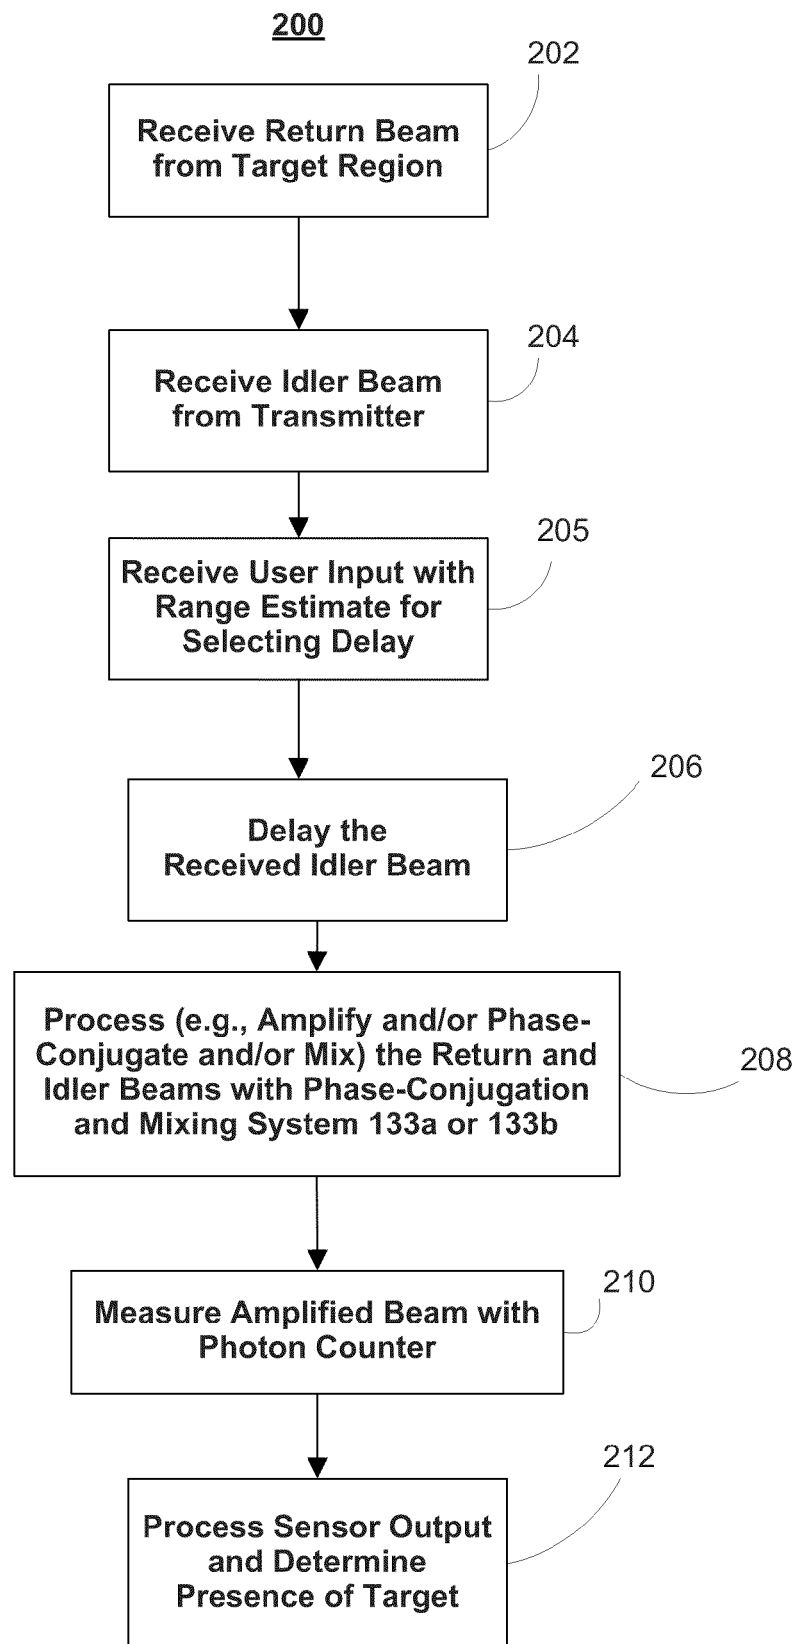 200
202
Receive Return Beam
from Target Region
204
Receive Idler Beam
from Transmitter
205
Receive User Input with
Range Estimate for
Selecting Delay
206
Delay the
Received Idler Beam
Process (e.g., Amplify and/or Phase-
Conjugate and/or Mix) the Return and
Idler Beams with Phase-Conjugation
and Mixing System 133a or 133b
208
210
Measure Amplified Beam with
Photon Counter
212
Process Sensor Output
and Determine
Presence of Target